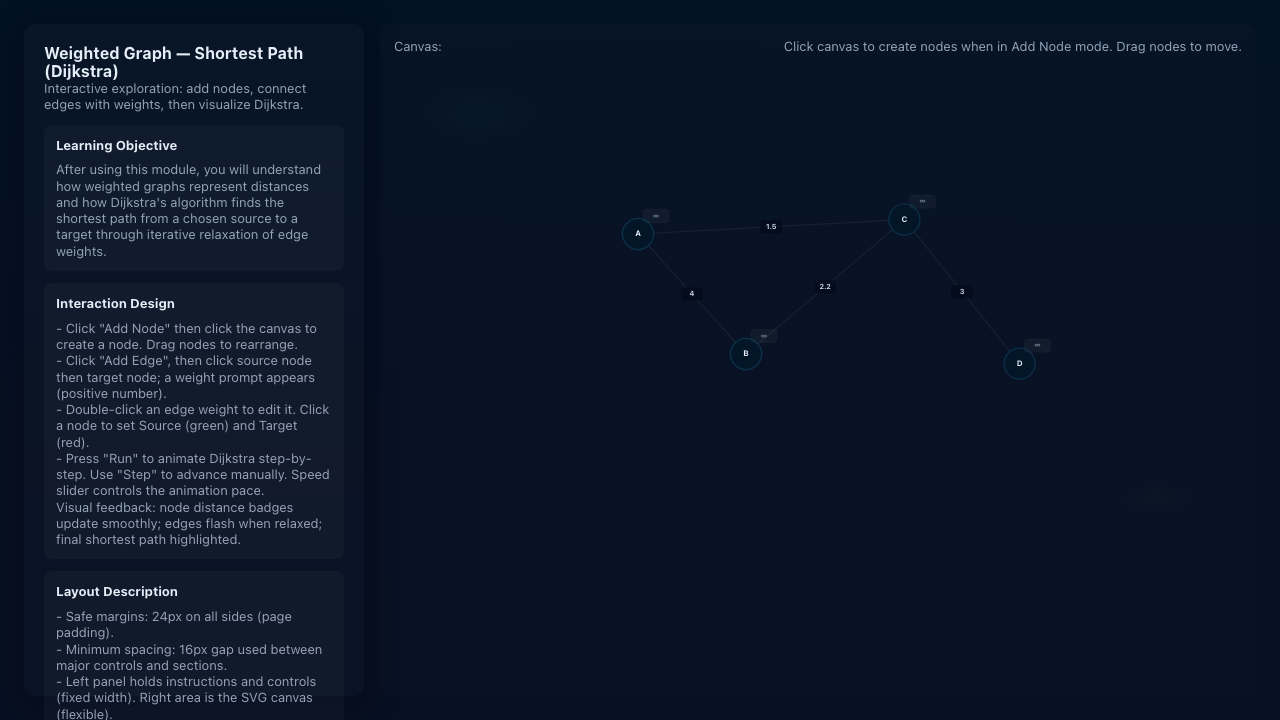 Weighted Graph — Shortest Path
(Dijkstra)
Interactive exploration: add nodes, connect
edges with weights, then visualize Dijkstra.
Learning Objective
After using this module, you will understand
how weighted graphs represent distances
and how Dijkstra's algorithm finds the
shortest path from a chosen source to a
target through iterative relaxation of edge
weights.
Interaction Design
- Click "Add Node" then click the canvas to
create a node. Drag nodes to rearrange.
- Click "Add Edge", then click source node
then target node; a weight prompt appears
(positive number).
- Double-click an edge weight to edit it. Click
a node to set Source (green) and Target
(red).
- Press "Run" to animate Dijkstra step-by-
step. Use "Step" to advance manually. Speed
slider controls the animation pace.
Visual feedback: node distance badges
update smoothly; edges flash when relaxed;
final shortest path highlighted.
Layout Description
- Safe margins: 24px on all sides (page
padding).
- Minimum spacing: 16px gap used between
major controls and sections.
- Left panel holds instructions and controls
(fixed width). Right area is the SVG canvas
(flexible).
Canvas:
Click canvas to create nodes when in Add Node mode. Drag nodes to move.
∞
C
∞
A
1.5
4
2.2
3
∞
B
∞
D